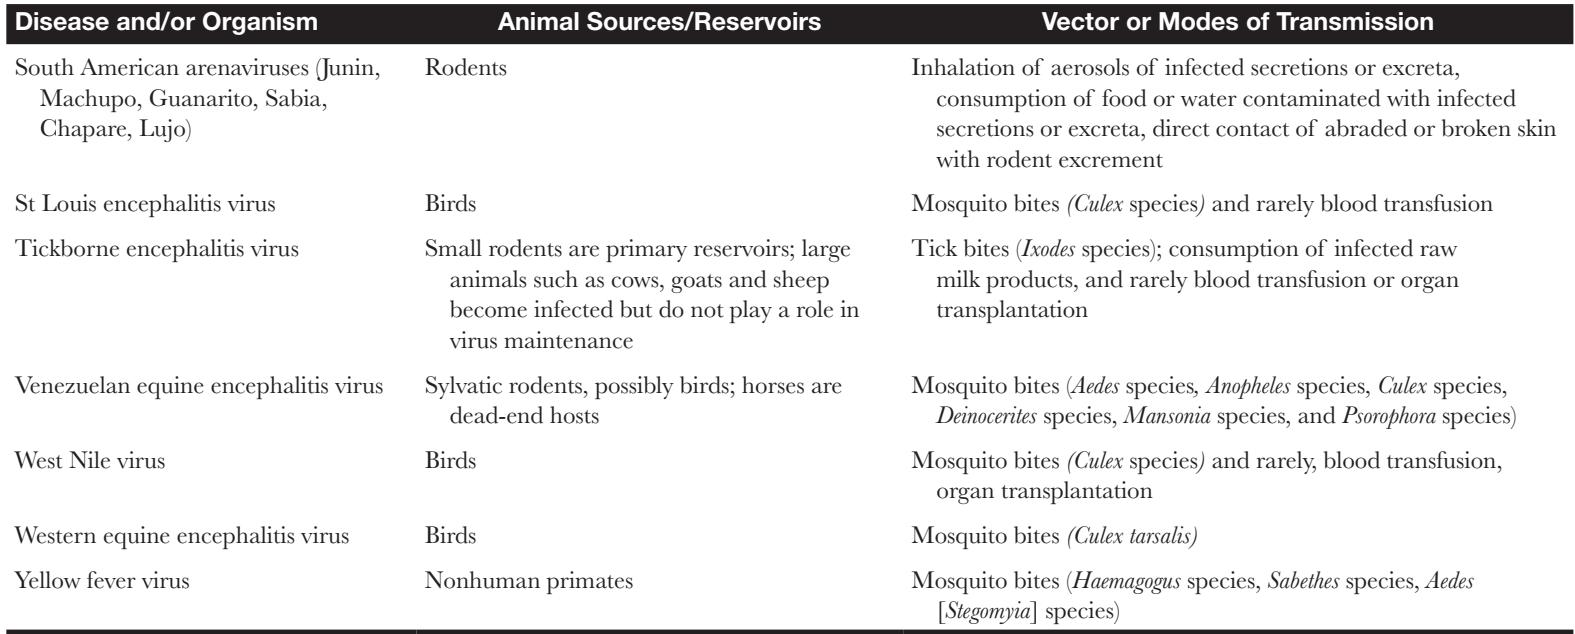 Disease and/or Organism Animal Sources/Reservoirs Vector or Modes of Transmission
South American arenaviruses (Junin,
Machupo, Guanarito, Sabia,
Chapare, Lujo)
Rodents
Inhalation of aerosols of infected secretions or excreta,
consumption of food or water contaminated with infected
secretions or excreta, direct contact of abraded or broken skin
with rodent excrement
St Louis encephalitis virus
Birds
Mosquito bites (Culex species) and rarely blood transfusion
Tickborne encephalitis virus
Small rodents are primary reservoirs; large
animals such as cows, goats and sheep
become infected but do not play a role in
virus maintenance
Tick bites (Ixodes species); consumption of infected raw
milk products, and rarely blood transfusion or organ
transplantation
Venezuelan equine encephalitis virus
Sylvatic rodents, possibly birds; horses are
dead-end hosts
Mosquito bites (Aedes species, Anopheles species, Culex species,
Deinocerites species, Mansonia species, and Psorophora species)
West Nile virus
Birds
Mosquito bites (Culex species) and rarely, blood transfusion,
organ transplantation
Western equine encephalitis virus
Birds
Mosquito bites (Culex tarsalis)
Yellow fever virus
Nonhuman primates
Mosquito bites (Haemagogus species, Sabethes species, Aedes
[Stegomyia] species)